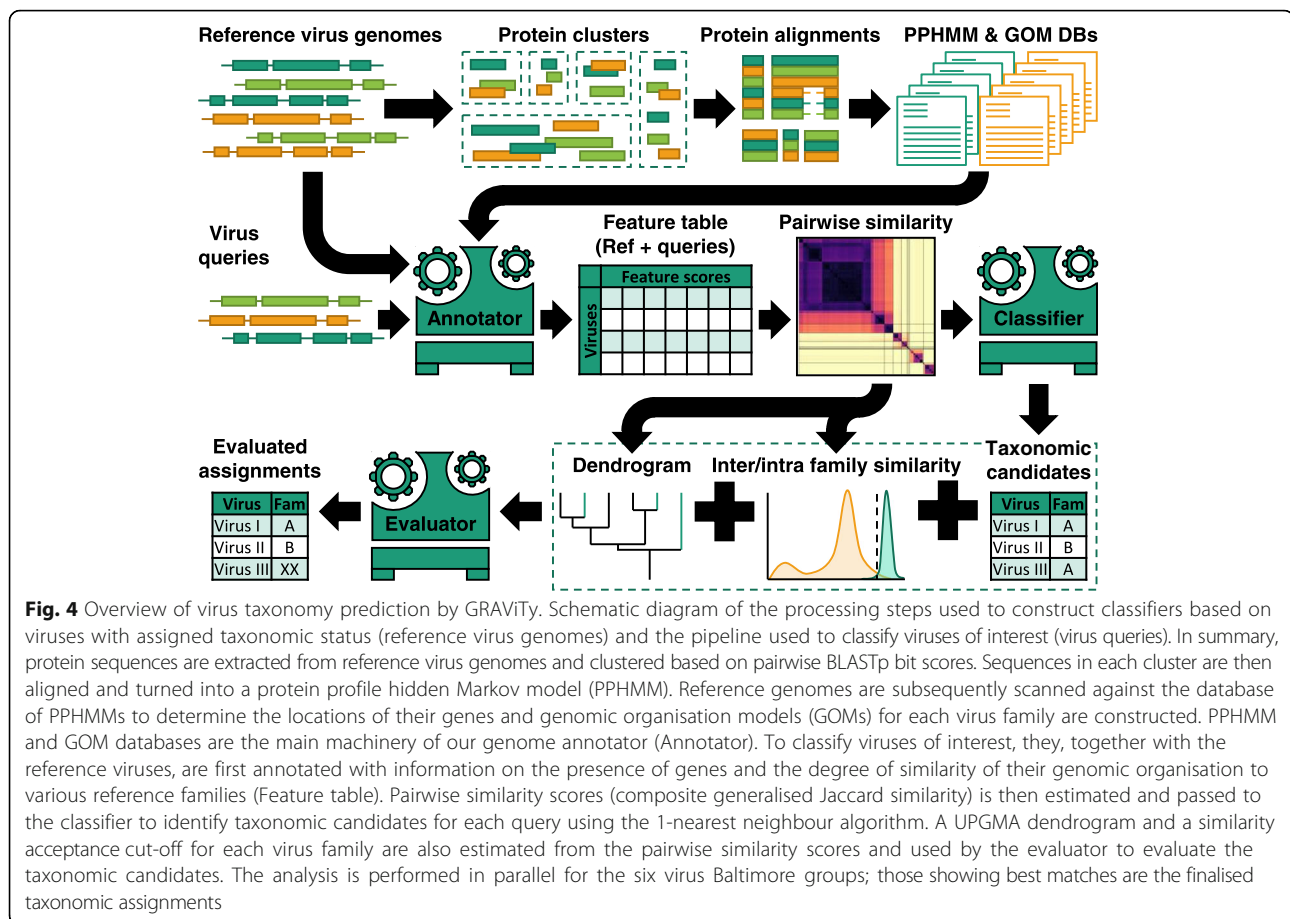 Reference virus genomes
Protein clusters
Protein alignments
PPHMM & GOM DBs
Virus
queries
Annotator
Feature table
(Ref + queries)
Feature scores
Viruses
Pairwise similarity
Classifier
Evaluated
assignments
Virus Fam
Virus I A
Virus II B
Virus III XX
Evaluator
Dendrogram
Inter/intra family similarity
Taxonomic
candidates
Virus Fam
Virus I A
Virus II B
Virus III A
Fig. 4 Overview of virus taxonomy prediction by GRAViTy. Schematic diagram of the processing steps used to construct classifiers based on
viruses with assigned taxonomic status (reference virus genomes) and the pipeline used to classify viruses of interest (virus queries). In summary,
protein sequences are extracted from reference virus genomes and clustered based on pairwise BLASTp bit scores. Sequences in each cluster are then
aligned and turned into a protein profile hidden Markov model (PPHMM). Reference genomes are subsequently scanned against the database
of PPHMMs to determine the locations of their genes and genomic organisation models (GOMs) for each virus family are constructed. PPHMM
and GOM databases are the main machinery of our genome annotator (Annotator). To classify viruses of interest, they, together with the
reference viruses, are first annotated with information on the presence of genes and the degree of similarity of their genomic organisation to
various reference families (Feature table). Pairwise similarity scores (composite generalised Jaccard similarity) is then estimated and passed to
the classifier to identify taxonomic candidates for each query using the 1-nearest neighbour algorithm. A UPGMA dendrogram and a similarity
acceptance cut-off for each virus family are also estimated from the pairwise similarity scores and used by the evaluator to evaluate the
taxonomic candidates. The analysis is performed in parallel for the six virus Baltimore groups; those showing best matches are the finalised
taxonomic assignments